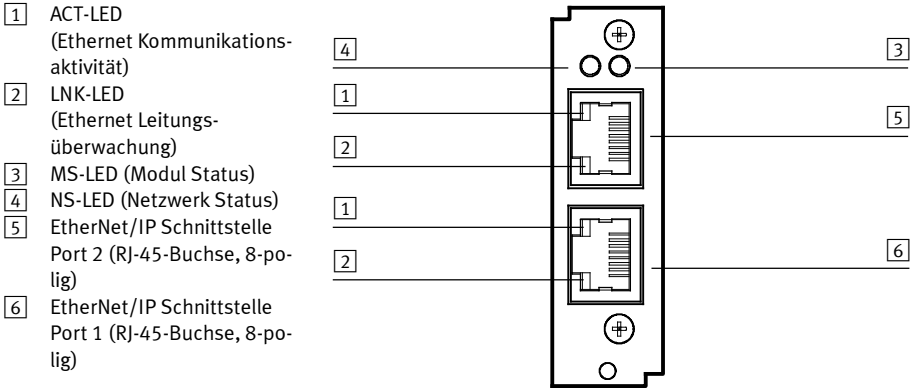 1 ACT-LED
(Ethernet Kommunikations-
aktivität)
2 LNK-LED
(Ethernet Leitungs-
überwachung)
3 MS-LED (Modul Status)
4 NS-LED (Netzwerk Status)
5 EtherNet/IP Schnittstelle
Port 2 (RJ-45-Buchse, 8-po-
lig)
6 EtherNet/IP Schnittstelle
Port 1 (RJ-45-Buchse, 8-po-
lig)
4
1
2
1
2
3
5
6